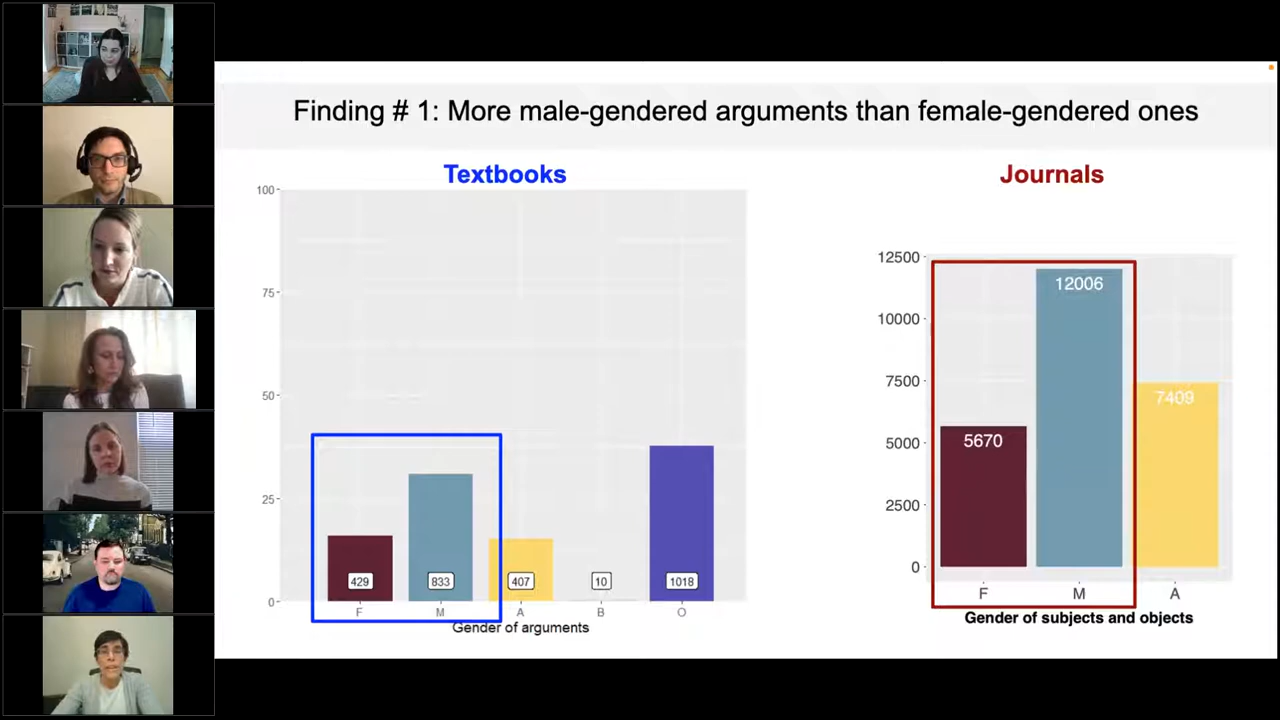 Finding # 1: More male-gendered arguments than female-gendered ones
Textbooks
100
75
50
25
0
429
833
407
10
1018
F
M
A
B
O
Gender of arguments
Journals
12500
10000
7500
5000
2500
0
5670
12006
7409
F
M
A
Gender of subjects and objects